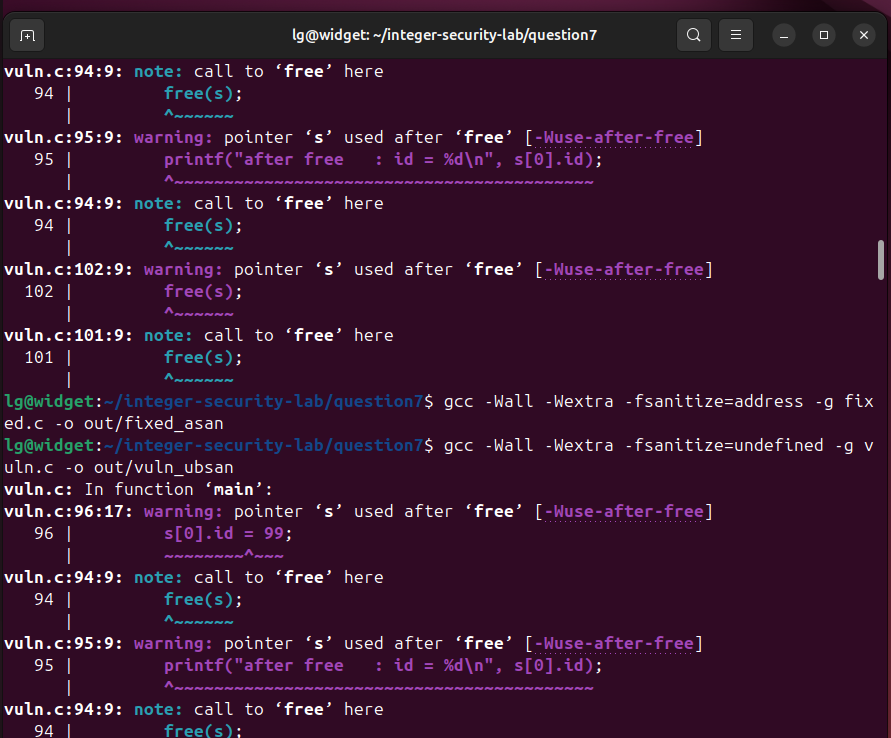 lg@widget: ~/integer-security-lab/question7
vuln.c:94:9: note: call to ‘free’ here
94 |         free(s);
|         ^~~~~~~
vuln.c:95:9: warning: pointer ‘s’ used after ‘free’ [-Wuse-after-free]
95 |         printf("after free   : id = %d\n", s[0].id);
|         ^~~~~~~~~~~~~~~~~~~~~~~~~~~~~~~~~~~~~~~~~~~
vuln.c:94:9: note: call to ‘free’ here
94 |         free(s);
|         ^~~~~~~
vuln.c:102:9: warning: pointer ‘s’ used after ‘free’ [-Wuse-after-free]
102 |         free(s);
|         ^~~~~~~
vuln.c:101:9: note: call to ‘free’ here
101 |         free(s);
|         ^~~~~~~
lg@widget:~/integer-security-lab/question7$ gcc -Wall -Wextra -fsanitize=address -g fix
ed.c -o out/fixed_asan
lg@widget:~/integer-security-lab/question7$ gcc -Wall -Wextra -fsanitize=undefined -g v
uln.c -o out/vuln_ubsan
vuln.c: In function ‘main’:
vuln.c:96:17: warning: pointer ‘s’ used after ‘free’ [-Wuse-after-free]
96 |         s[0].id = 99;
|         ~~~~~~~~^~~~
vuln.c:94:9: note: call to ‘free’ here
94 |         free(s);
|         ^~~~~~~
vuln.c:95:9: warning: pointer ‘s’ used after ‘free’ [-Wuse-after-free]
95 |         printf("after free   : id = %d\n", s[0].id);
|         ^~~~~~~~~~~~~~~~~~~~~~~~~~~~~~~~~~~~~~~~~~~
vuln.c:94:9: note: call to ‘free’ here
94 |         free(s);